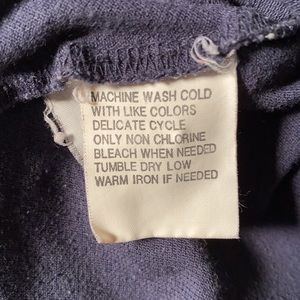 MACHINE WASH COLD
WITH LIKE COLORS
DELICATE CYCLE
ONLY NON CHLORINE
BLEACH WHEN NEEDED
TUMBLE DRY LOW
WARM IRON IF NEEDED